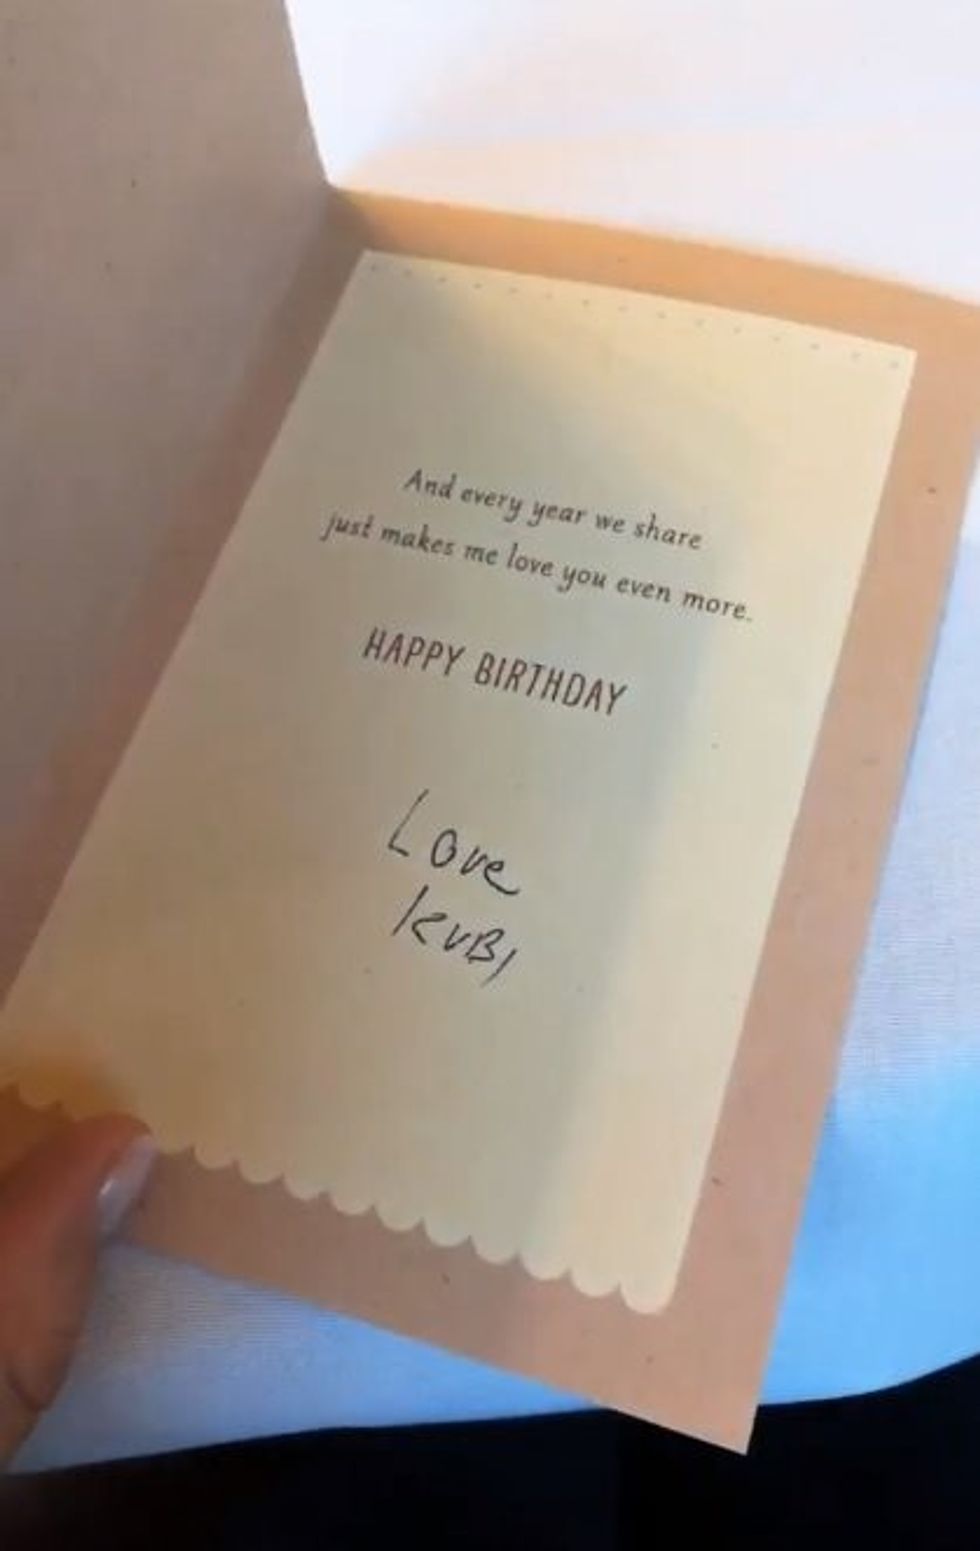 And every year we share
just makes me love you even more.
HAPPY BIRTHDAY
Love
KUBI